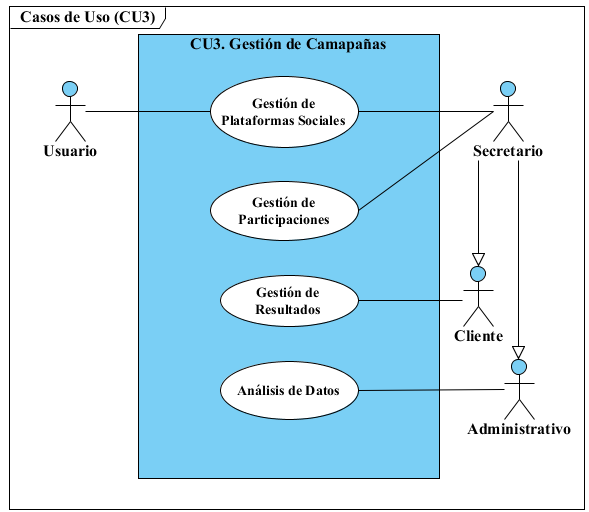 Casos de Uso (CU3)
CU3. Gestión de Camapañas
Gestión de
Plataformas Sociales
Usuario
Secretario
Gestión de
Participaciones
Gestión de
Resultados
Cliente
Análisis de Datos
Administrativo